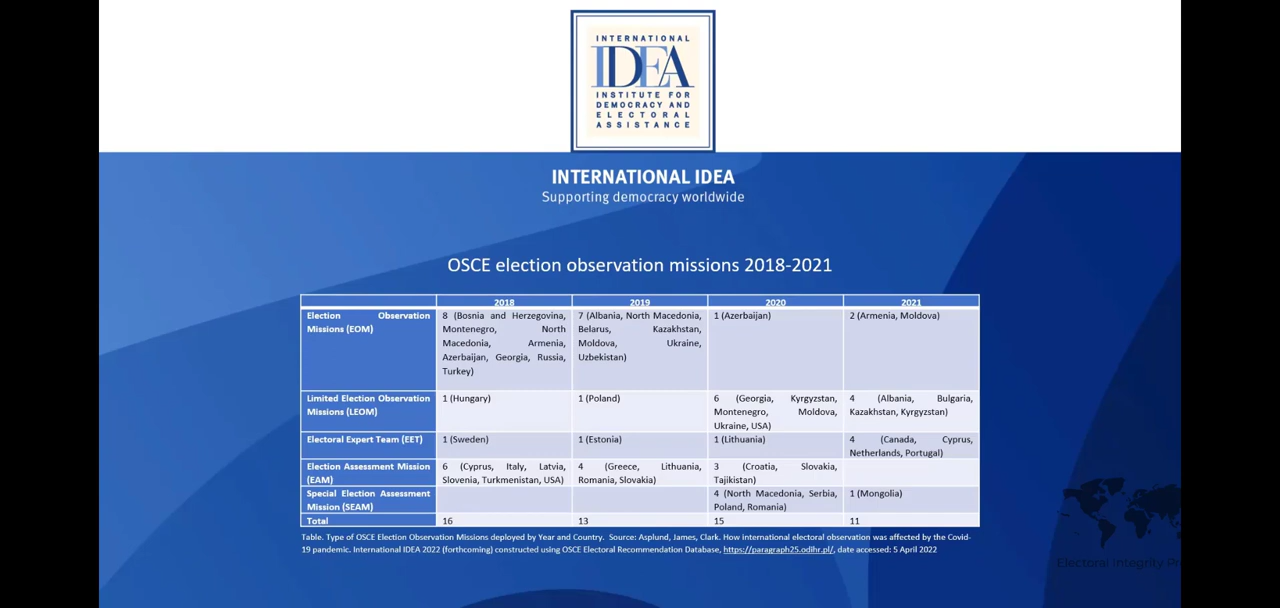 INTERNATIONAL
IDEA
INSTITUTE FOR
DEMOCRACY AND
ELECTORAL
ASSISTANCE
INTERNATIONAL IDEA
Supporting democracy worldwide
OSCE election observation missions 2018-2021
2018 2019 2020 2021
Election Observation Missions (EOM)
8 (Bosnia and Herzegovina, Montenegro, North Macedonia, Armenia, Azerbaijan, Georgia, Russia, Turkey)
7 (Albania, North Macedonia, Belarus, Kazakhstan, Moldova, Ukraine, Uzbekistan)
1 (Azerbaijan)
2 (Armenia, Moldova)
Limited Election Observation Missions (LEOM)
1 (Hungary)
1 (Poland)
6 (Georgia, Kyrgyzstan, Montenegro, Moldova, Ukraine, USA)
4 (Albania, Bulgaria, Kazakhstan, Kyrgyzstan)
Electoral Expert Team (EET)
1 (Sweden)
1 (Estonia)
1 (Lithuania)
4 (Canada, Cyprus, Netherlands, Portugal)
Election Assessment Mission (EAM)
6 (Cyprus, Italy, Latvia, Slovenia, Turkmenistan, USA)
4 (Greece, Lithuania, Romania, Slovakia)
3 (Croatia, Slovakia, Tajikistan)
Special Election Assessment Mission (SEAM)
4 (North Macedonia, Serbia, Poland, Romania)
1 (Mongolia)
Total 16 13 15 11
Table. Type of OSCE Election Observation Missions deployed by Year and Country. Source: Asplund, James, Clark. How international electoral observation was affected by the Covid-
19 pandemic. International IDEA 2022 (forthcoming) constructed using OSCE Electoral Recommendation Database, https://paragraph25.odihr.pl/, date accessed: 5 April 2022
Electoral Integrity Pr